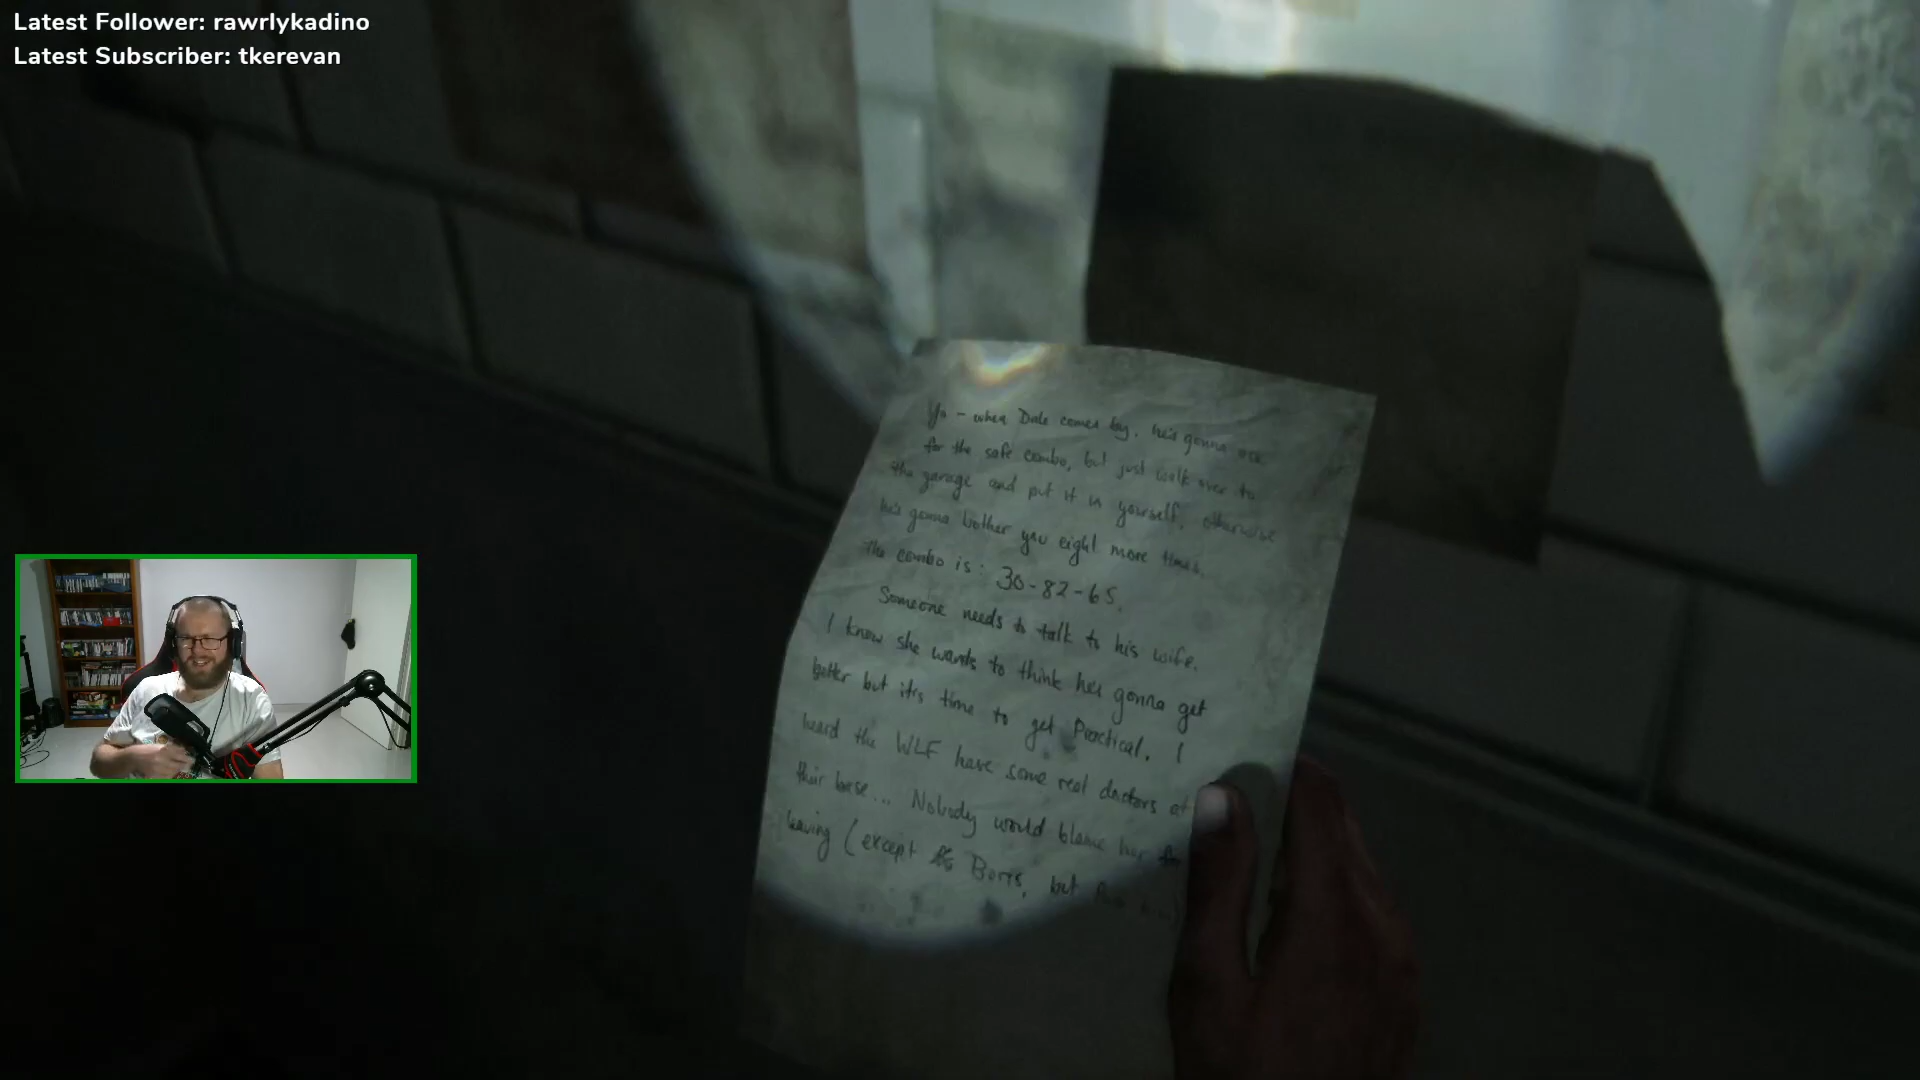 Latest Follower: rawrlykadino
Latest Subscriber: tkerevan
Yo - when Dale comes by, he's gonna ask
for the safe combo, but just walk over to
the garage and put it in yourself, otherwise
he's gonna bother you eight more times.
The combo is: 30-82-65.
Someone needs to talk to his wife.
I know she wants to think he's gonna get
better but it's time to get Practical. I
heard the WLF have some real doctors at
their base... Nobody would blame her for
leaving (except Boris, but